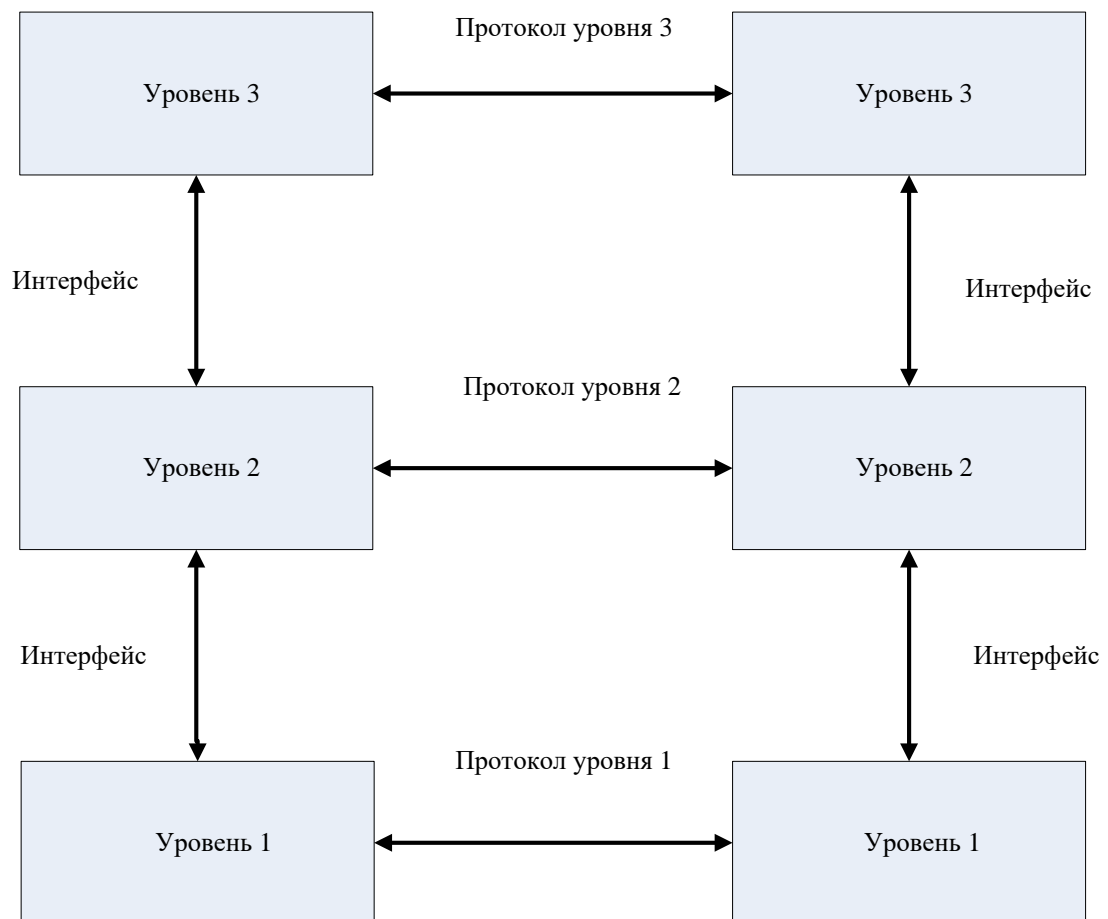 Протокол уровня 3
Уровень 3
Уровень 3
Интерфейс
Интерфейс
Протокол уровня 2
Уровень 2
Уровень 2
Интерфейс
Интерфейс
Протокол уровня 1
Уровень 1
Уровень 1